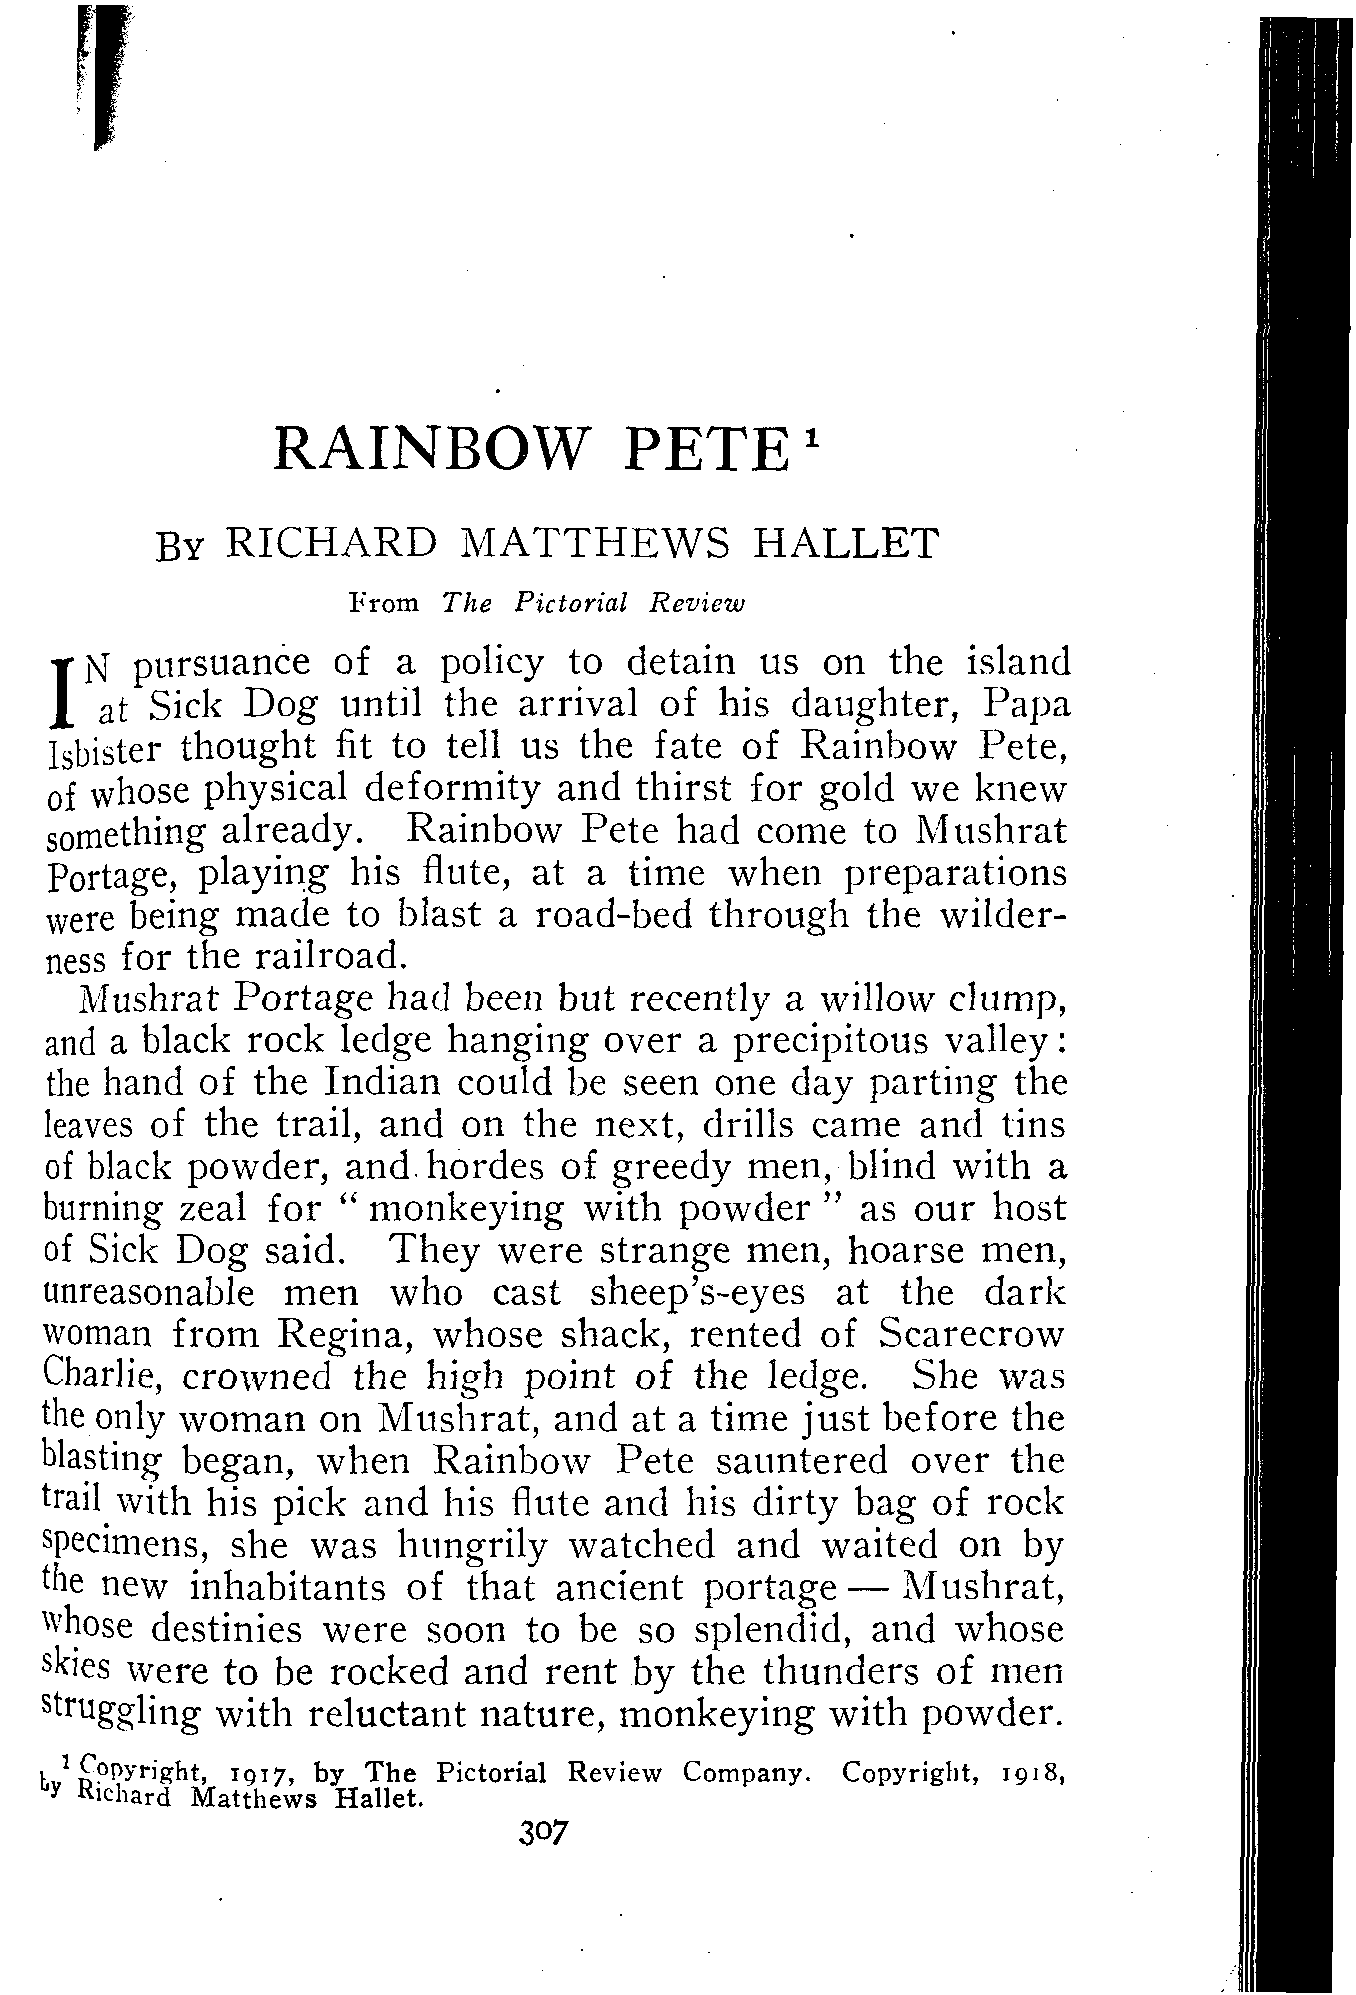 RAINBOW PETE ¹
By RICHARD MATTHEWS HALLET
From The Pictorial Review
IN pursuance of a policy to detain us on the island
at Sick Dog until the arrival of his daughter, Papa
Isbister thought fit to tell us the fate of Rainbow Pete,
of whose physical deformity and thirst for gold we knew
something already. Rainbow Pete had come to Mushrat
Portage, playing his flute, at a time when preparations
were being made to blast a road-bed through the wilder-
ness for the railroad.
Mushrat Portage had been but recently a willow clump,
and a black rock ledge hanging over a precipitous valley:
the hand of the Indian could be seen one day parting the
leaves of the trail, and on the next, drills came and tins
of black powder, and hordes of greedy men, blind with a
burning zeal for “ monkeying with powder ” as our host
of Sick Dog said. They were strange men, hoarse men,
unreasonable men who cast sheep's-eyes at the dark
woman from Regina, whose shack, rented of Scarecrow
Charlie, crowned the high point of the ledge. She was
the only woman on Mushrat, and at a time just before the
blasting began, when Rainbow Pete sauntered over the
trail with his pick and his flute and his dirty bag of rock
specimens, she was hungrily watched and waited on by
the new inhabitants of that ancient portage — Mushrat,
whose destinies were soon to be so splendid, and whose
skies were to be rocked and rent by the thunders of men
struggling with reluctant nature, monkeying with powder.
¹ Copyright, 1917, by The Pictorial Review Company. Copyright, 1918,
by Richard Matthews Hallet.
307